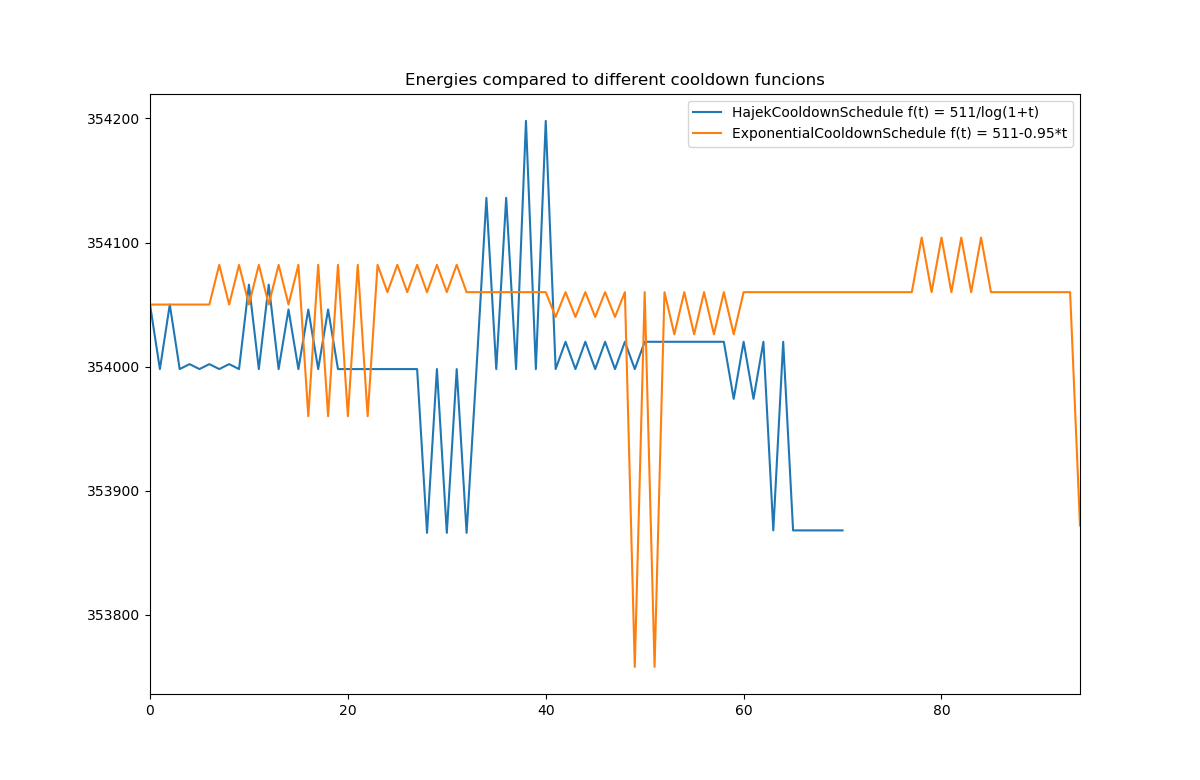 Energies compared to different cooldown funcions
HajekCooldownSchedule f(t) = 511/log(1+t)
ExponentialCooldownSchedule f(t) = 511-0.95*t
354200
354100
354000
353900
353800
0 20 40 60 80